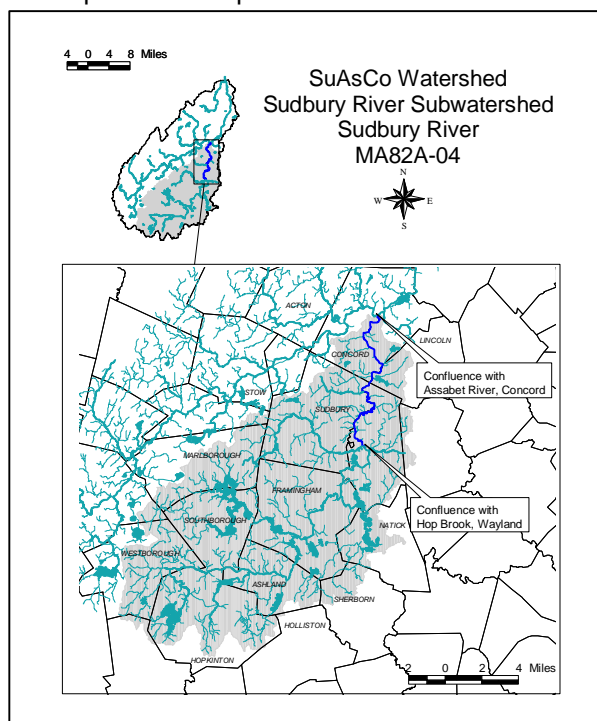 4 0 4 8 Miles
SuAsCo Watershed
Sudbury River Subwatershed
Sudbury River
MA82A-04
N
W E
S
ACTON
LINCOLN
CONCORD
Confluence with
Assabet River, Concord
STOW
SUDBURY
MARLBOROUGH
FRAMINGHAM
Confluence with
Hop Brook, Wayland
SOUTHBOROUGH
NATICK
WESTBOROUGH
ASHLAND
SHERBORN
HOLLISTON
HOPKINTON
2 0 2 4 Miles